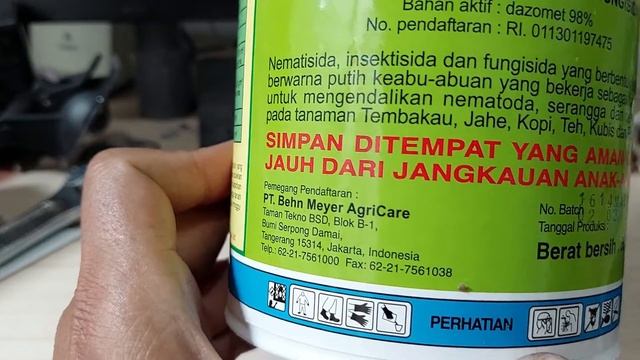 Bahan aktif : dazomet 98%
No. pendaftaran : RI. 011301197475
Nematisida, insektisida dan fungisida yang
berwarna putih keabu-abuan yang bekerja sebagai
untuk mengendalikan nematoda, serangga dan
pada tanaman Tembakau, Jahe, Kopi, Teh, Kubis
SIMPAN DITEMPAT YANG
JAUH DARI JANGKAUAN
Pemegang Pendaftaran :
PT. Behn Meyer AgriCare
Taman Tekno BSD, Blok B-1,
Bumi Serpong Damai,
Tangerang 15314, Jakarta, Indonesia
Telp.: 62-21-7561000 Fax: 62-21-7561038
No. Batch
Tanggal Produksi :
Berat bersih
PERHATIAN